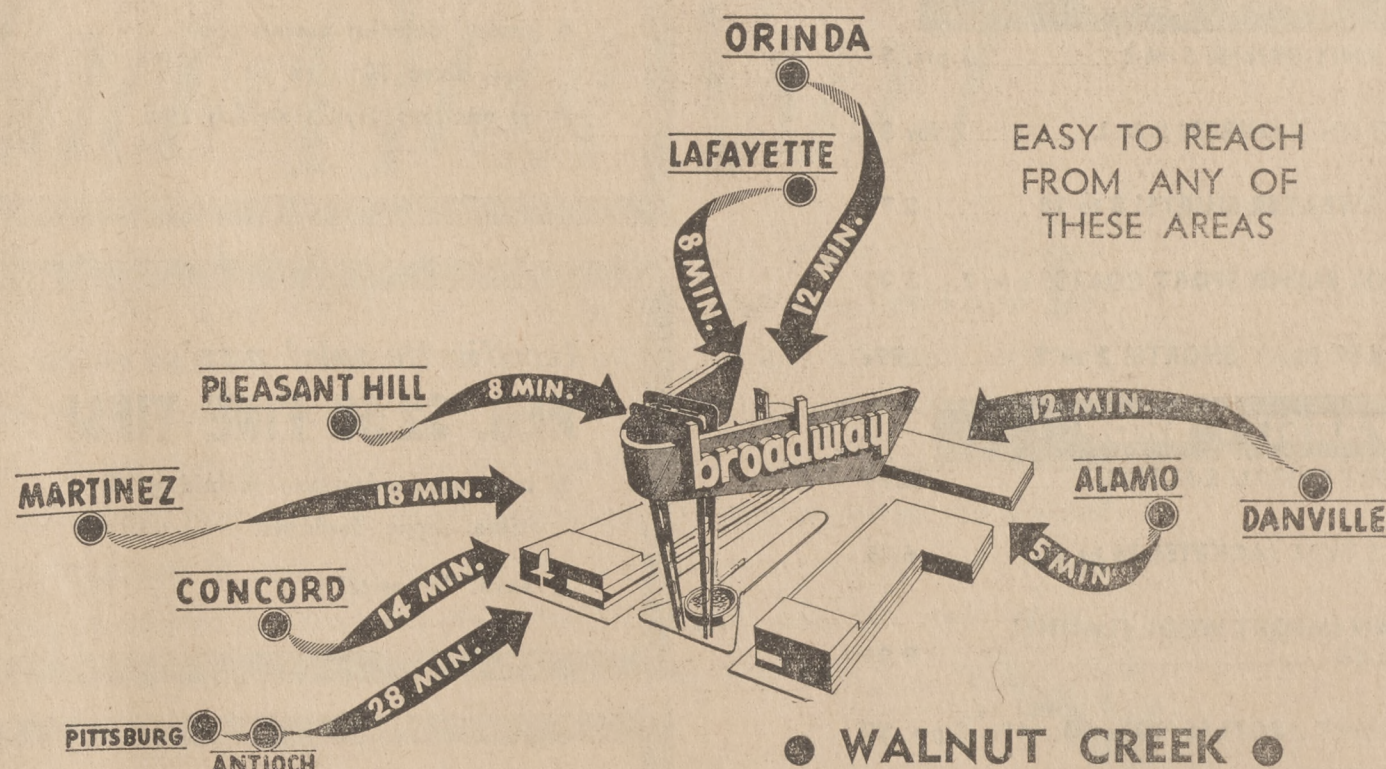 ORINDA
LAFAYETTE
EASY TO REACH
FROM ANY OF
THESE AREAS
8 MIN.
12 MIN.
PLEASANT HILL
8 MIN.
12 MIN.
broadway
MARTINEZ
18 MIN.
ALAMO
DANVILLE
5 MIN
CONCORD
14 MIN.
28 MIN.
PITTSBURG
ANTIOCH
● WALNUT CREEK ●